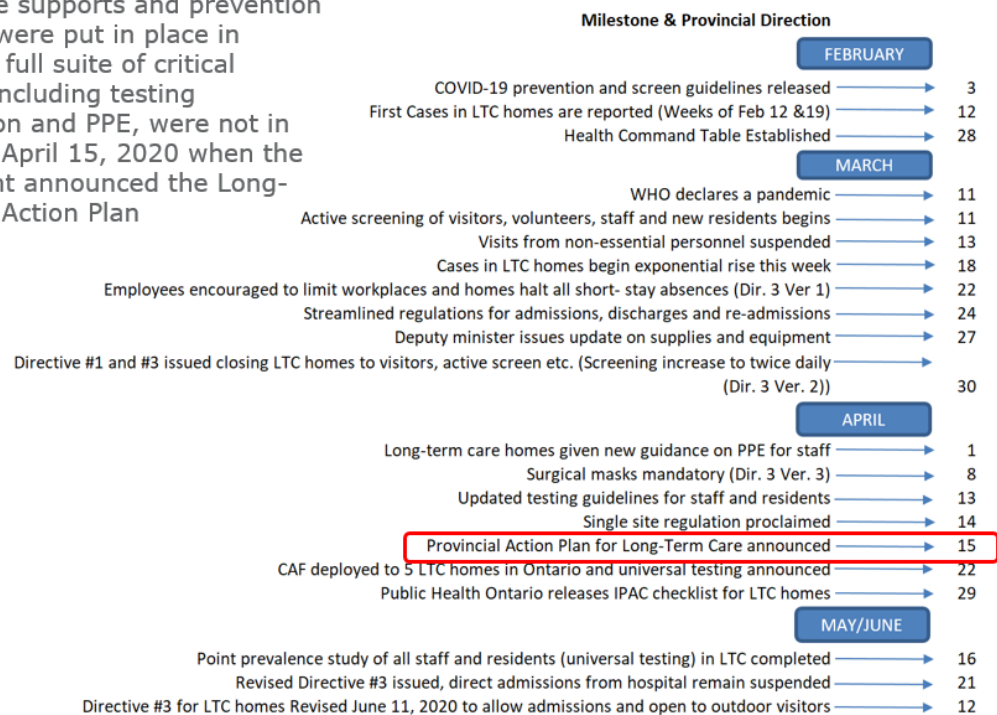 e supports and prevention
were put in place in
full suite of critical
ncluding testing
on and PPE, were not in
April 15, 2020 when the
nt announced the Long-
Action Plan
Milestone & Provincial Direction
FEBRUARY
COVID-19 prevention and screen guidelines released 3
First Cases in LTC homes are reported (Weeks of Feb 12 &19) 12
Health Command Table Established 28
MARCH
WHO declares a pandemic 11
Active screening of visitors, volunteers, staff and new residents begins 11
Visits from non-essential personnel suspended 13
Cases in LTC homes begin exponential rise this week 18
Employees encouraged to limit workplaces and homes halt all short- stay absences (Dir. 3 Ver 1) 22
Streamlined regulations for admissions, discharges and re-admissions 24
Deputy minister issues update on supplies and equipment 27
Directive #1 and #3 issued closing LTC homes to visitors, active screen etc. (Screening increase to twice daily
(Dir. 3 Ver. 2)) 30
APRIL
Long-term care homes given new guidance on PPE for staff 1
Surgical masks mandatory (Dir. 3 Ver. 3) 8
Updated testing guidelines for staff and residents 13
Single site regulation proclaimed 14
Provincial Action Plan for Long-Term Care announced 15
CAF deployed to 5 LTC homes in Ontario and universal testing announced 22
Public Health Ontario releases IPAC checklist for LTC homes 29
MAY/JUNE
Point prevalence study of all staff and residents (universal testing) in LTC completed 16
Revised Directive #3 issued, direct admissions from hospital remain suspended 21
Directive #3 for LTC homes Revised June 11, 2020 to allow admissions and open to outdoor visitors 12